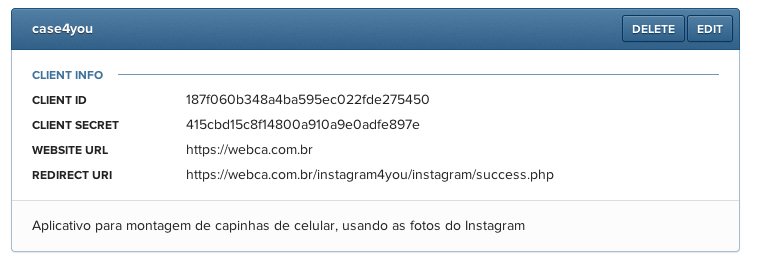 case4you
DELETE EDIT
CLIENT INFO
CLIENT ID 187f060b348a4ba595ec022fde275450
CLIENT SECRET 415cbd15c8f14800a910a9e0adfe897e
WEBSITE URL https://webca.com.br
REDIRECT URI https://webca.com.br/instagram4you/instagram/success.php
Aplicativo para montagem de capinhas de celular, usando as fotos do Instagram